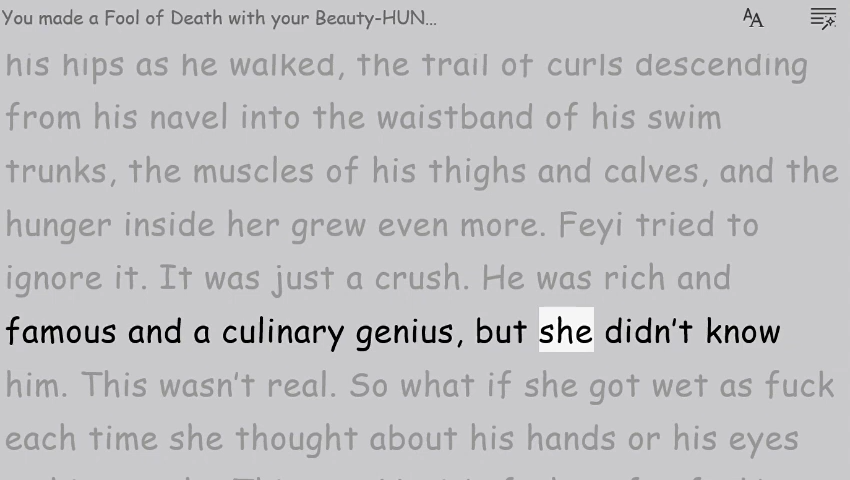 You made a Fool of Death with your Beauty-HUN...
his hips as he walked, the trail of curls descending
from his navel into the waistband of his swim
trunks, the muscles of his thighs and calves, and the
hunger inside her grew even more. Feyi tried to
ignore it. It was just a crush. He was rich and
famous and a culinary genius, but she didn't know
him. This wasn't real. So what if she got wet as fuck
each time she thought about his hands or his eyes